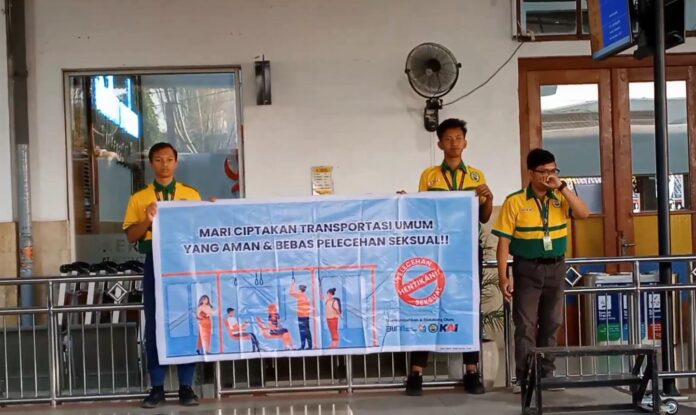 MARI CIPTAKAN TRANSPORTASI UMUM
YANG AMAN & BEBAS PELECEHAN SEKSUAL!!
PELECEHAN
HENTIKAN!!
SEKSUAL
KAI